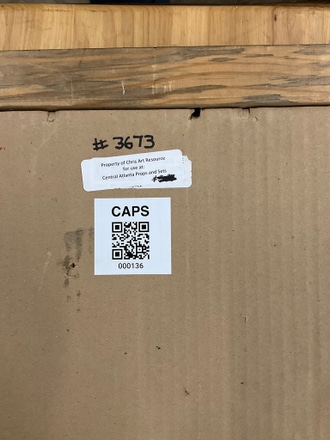 # 3673
Property of Chris Art Resource
for use at:
Central Atlanta Props and Sets
CAPS
000136